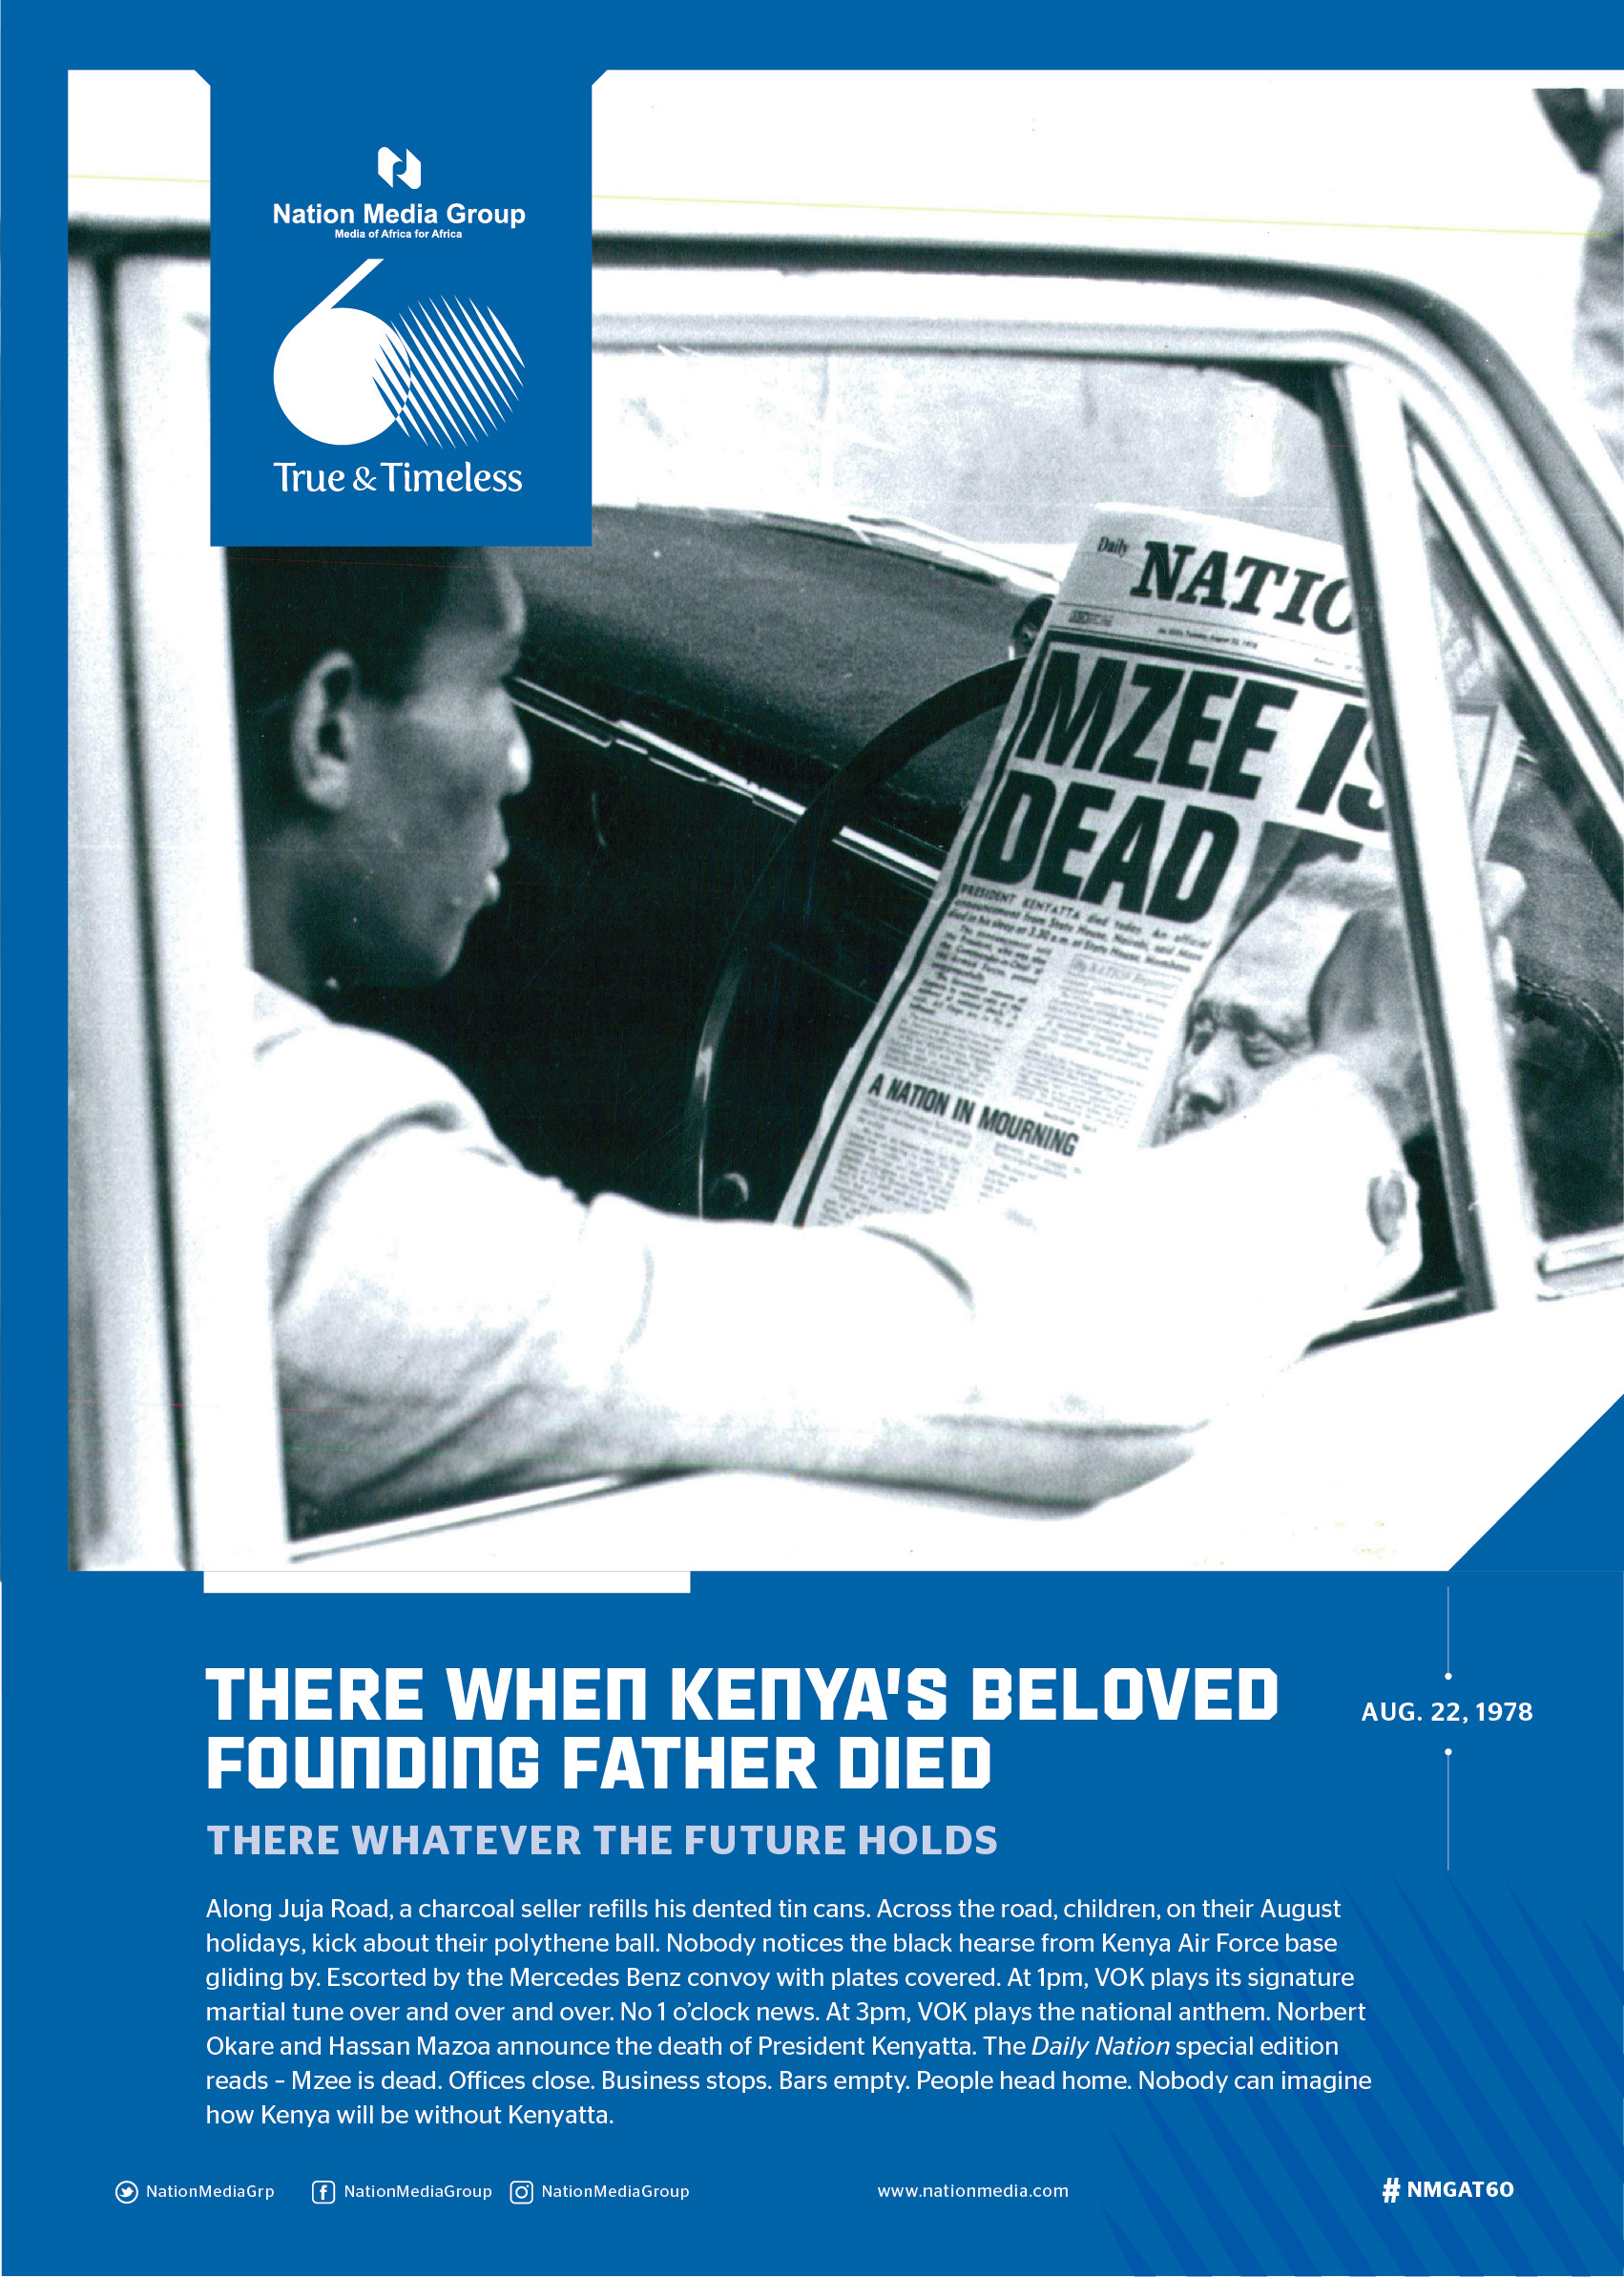 Nation Media Group
Media of Africa for Africa
60
True & Timeless
Daily NATIO
MZEE IS
DEAD
PRESIDENT KENYATTA died today. An official
announcement from State House, Nairobi, said Mzee
died in his sleep at 3.30 a.m. at State House, Mombasa.
A NATION IN MOURNING
THERE WHEN KENYA'S BELOVED
FOUNDING FATHER DIED
AUG. 22, 1978
THERE WHATEVER THE FUTURE HOLDS
Along Juja Road, a charcoal seller refills his dented tin cans. Across the road, children, on their August
holidays, kick about their polythene ball. Nobody notices the black hearse from Kenya Air Force base
gliding by. Escorted by the Mercedes Benz convoy with plates covered. At 1pm, VOK plays its signature
martial tune over and over and over. No 1 o'clock news. At 3pm, VOK plays the national anthem. Norbert
Okare and Hassan Mazoa announce the death of President Kenyatta. The Daily Nation special edition
reads – Mzee is dead. Offices close. Business stops. Bars empty. People head home. Nobody can imagine
how Kenya will be without Kenyatta.
NationMediaGrp NationMediaGroup NationMediaGroup www.nationmedia.com #NMGAT60